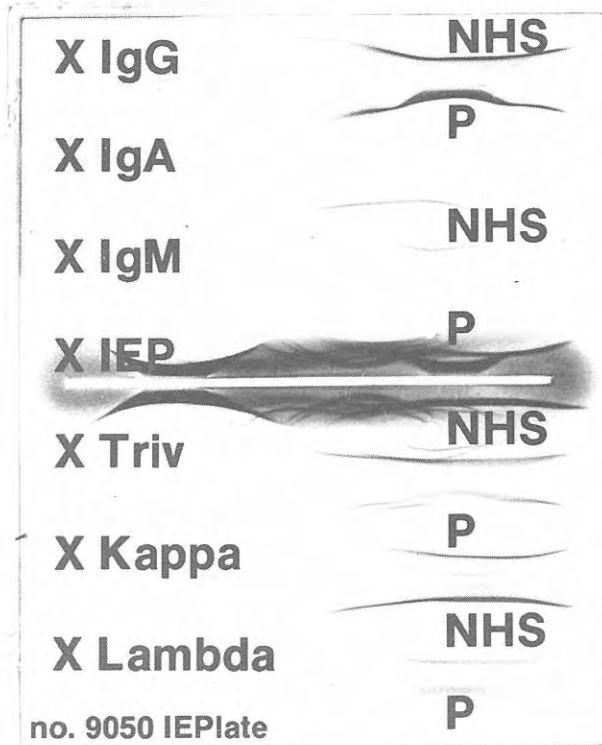 NHS
X IgG
P
X IgA
NHS
X IgM
P
X IEP
NHS
X Triv
P
X Kappa
NHS
X Lambda
P
no. 9050 IEPlate